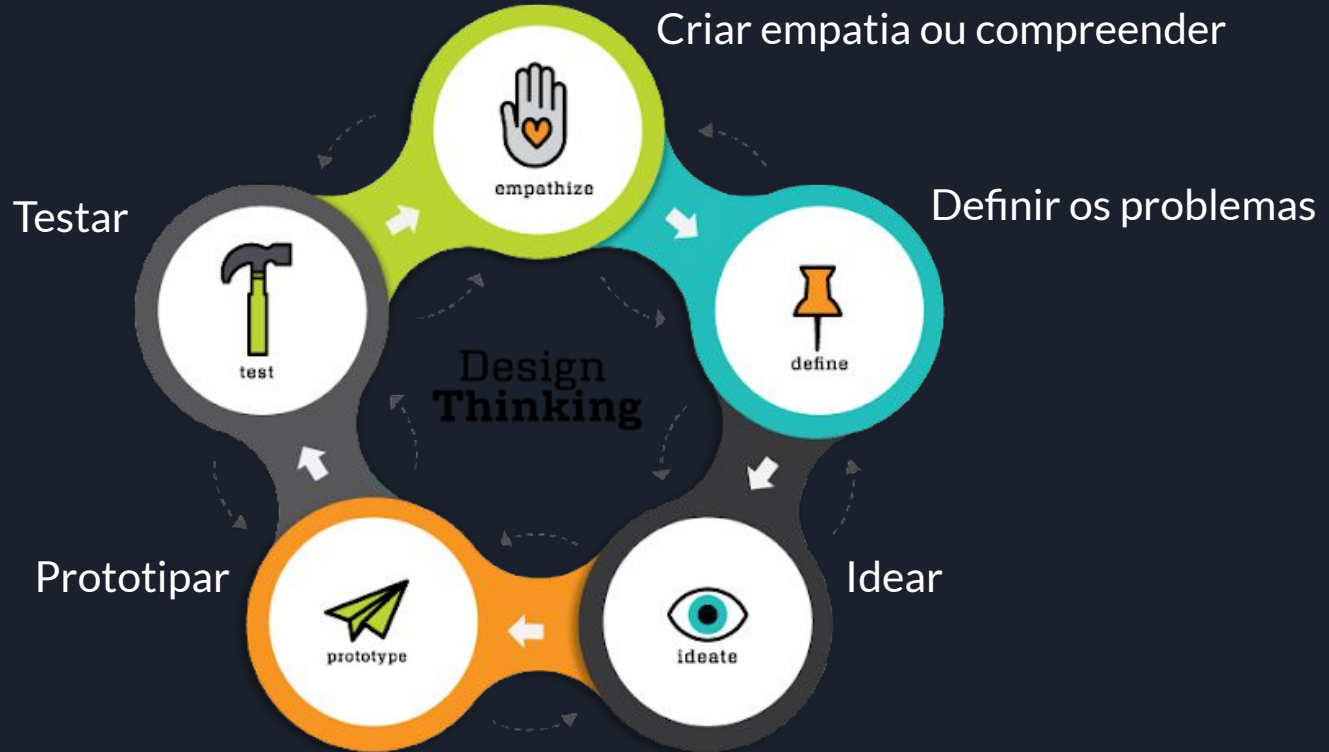 Criar empatia ou compreender
empathize
Testar
Definir os problemas
test
define
Design
Thinking
Prototipar
Idear
prototype
ideate